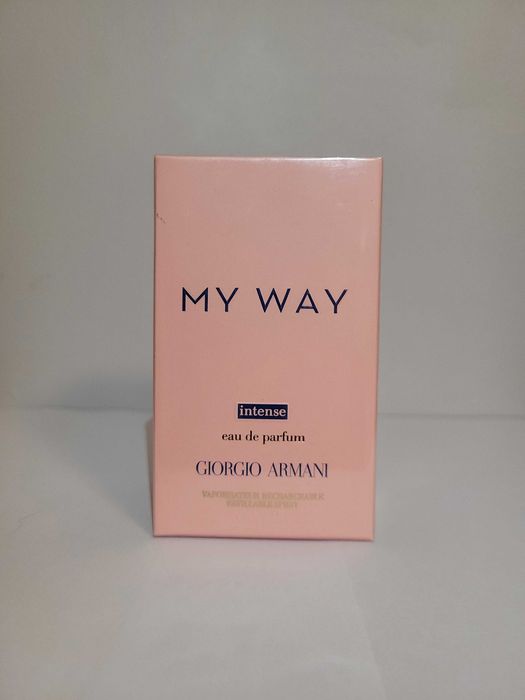 MY WAY
intense
eau de parfum
GIORGIO ARMANI
VAPORISATEUR RECHARGEABLE
REFILLABLE SPRAY